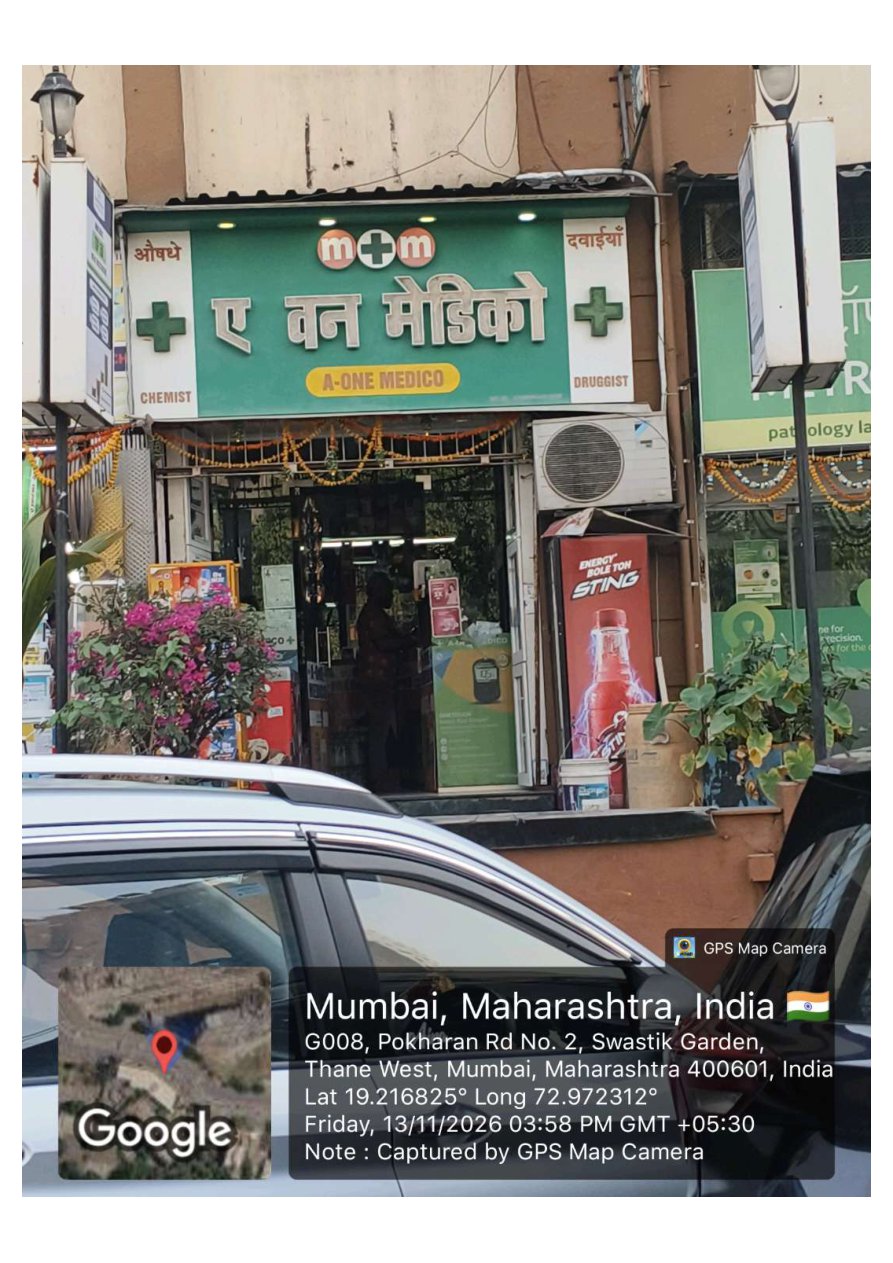 औषधे
m+m
दवाईयाँ
ए वन मेडिको
A-ONE MEDICO
CHEMIST
DRUGGIST
METR
pathology la
ENERGY
BOLE TOH
STING
GPS Map Camera
Mumbai, Maharashtra, India
G008, Pokharan Rd No. 2, Swastik Garden,
Thane West, Mumbai, Maharashtra 400601, India
Lat 19.216825° Long 72.972312°
Friday, 13/11/2026 03:58 PM GMT +05:30
Note : Captured by GPS Map Camera
Google